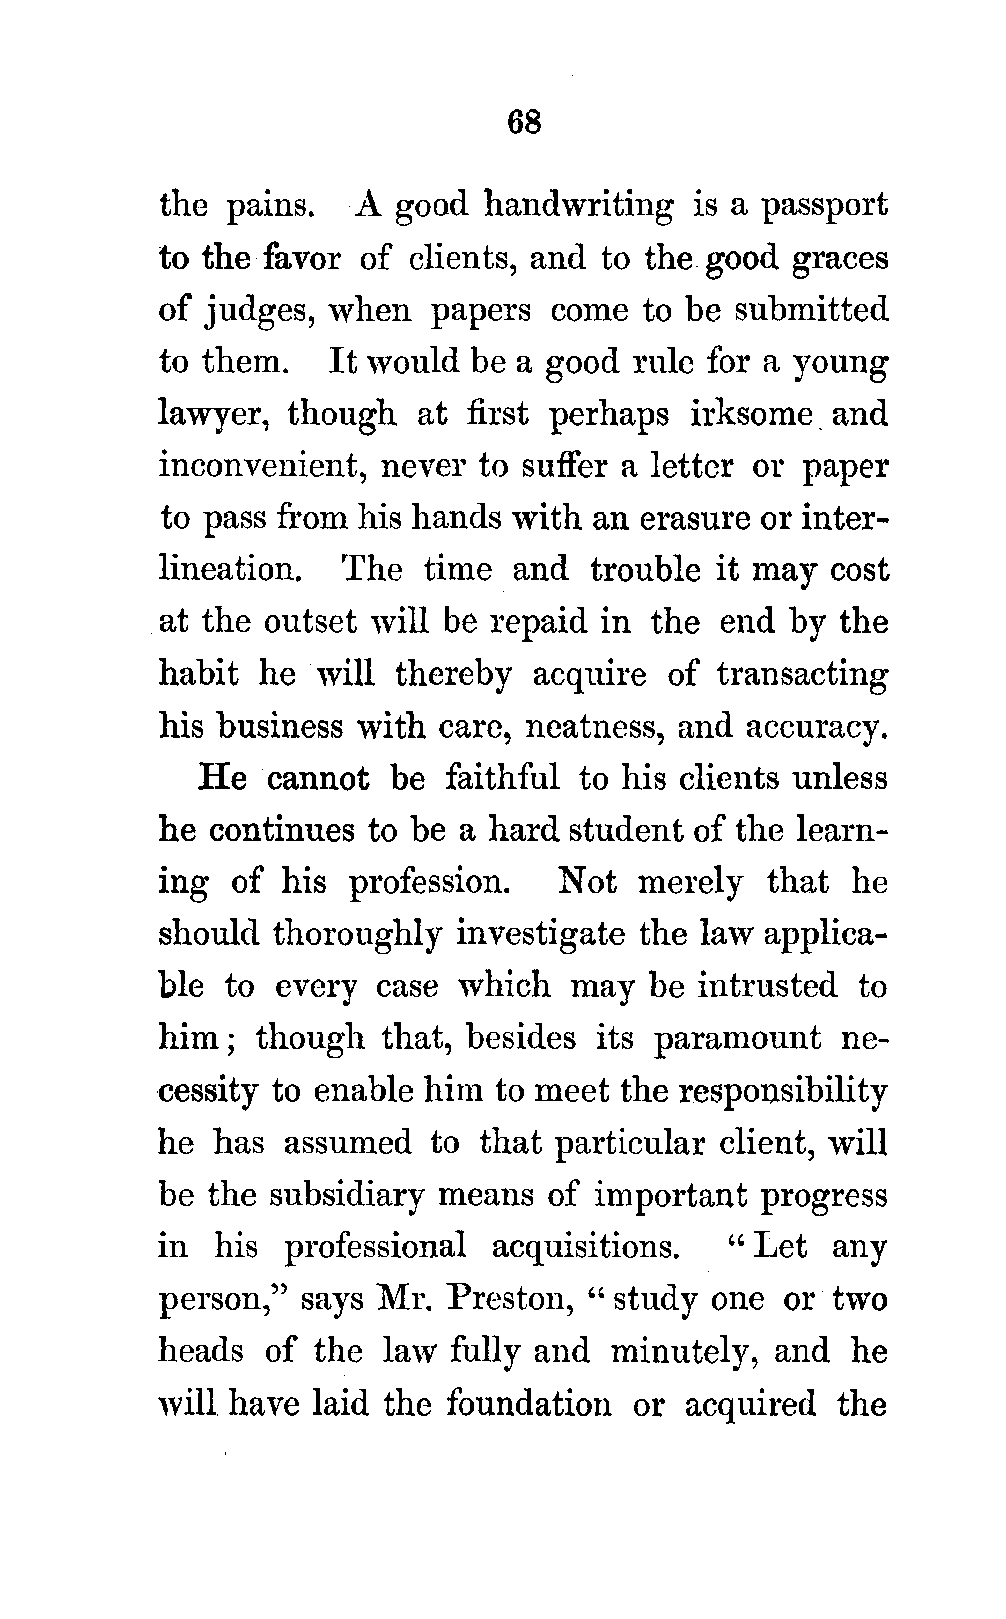 68
the pains. A good handwriting is a passport
to the favor of clients, and to the good graces
of judges, when papers come to be submitted
to them. It would be a good rule for a young
lawyer, though at first perhaps irksome and
inconvenient, never to suffer a letter or paper
to pass from his hands with an erasure or inter-
lineation. The time and trouble it may cost
at the outset will be repaid in the end by the
habit he will thereby acquire of transacting
his business with care, neatness, and accuracy.
He cannot be faithful to his clients unless
he continues to be a hard student of the learn-
ing of his profession. Not merely that he
should thoroughly investigate the law applica-
ble to every case which may be intrusted to
him; though that, besides its paramount ne-
cessity to enable him to meet the responsibility
he has assumed to that particular client, will
be the subsidiary means of important progress
in his professional acquisitions. “Let any
person,” says Mr. Preston, “study one or two
heads of the law fully and minutely, and he
will have laid the foundation or acquired the